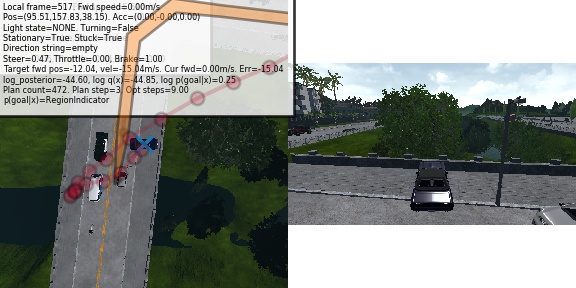 Local frame=517. Fwd speed=0.00m/s
Pos=(95.51,157.83,38.15). Acc=(0.00,-0.00,0.00)
Light state=NONE. Turning=False
Stationary=True. Stuck=True
Direction string=empty
Steer=0.47, Throttle=0.00, Brake=1.00
Target fwd pos=-12.04, vel=-15.04m/s. Cur fwd=0.00m/s. Err=-15.04
log_posterior=-44.60, log q(x)=-44.85, log p(goal|x)=0.25
Plan count=472. Plan step=3. Opt steps=9.00
p(goal|x)=RegionIndicator